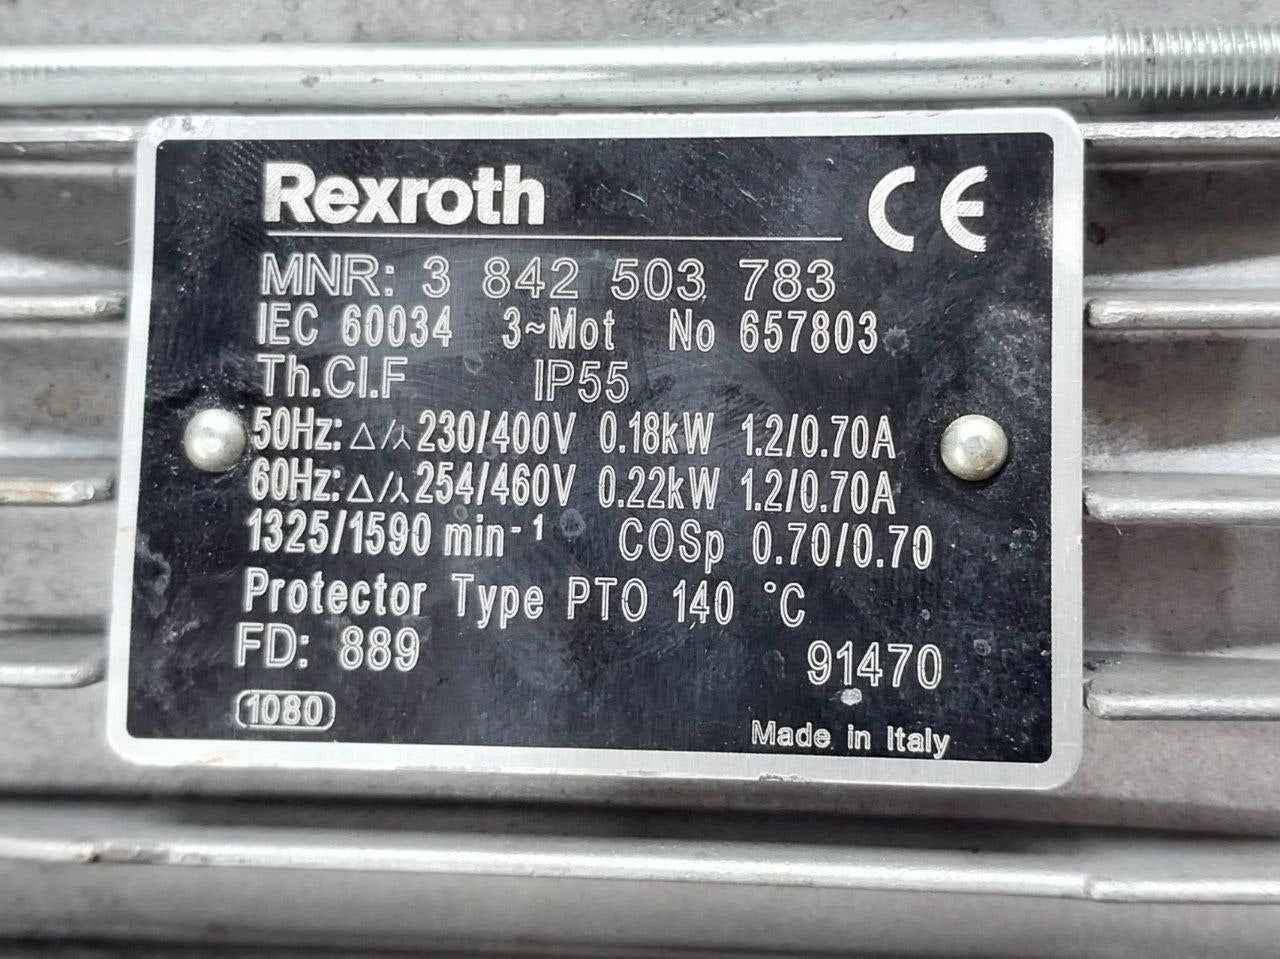 Rexroth CE
MNR: 3 842 503 783
IEC 60034 3~Mot No 657803
Th.Cl.F IP55
50Hz: △/⅄ 230/400V 0.18kW 1.2/0.70A
60Hz: △/⅄ 254/460V 0.22kW 1.2/0.70A
1325/1590 min⁻¹ COSp 0.70/0.70
Protector Type PTO 140 °C
FD: 889 91470
1080
Made in Italy